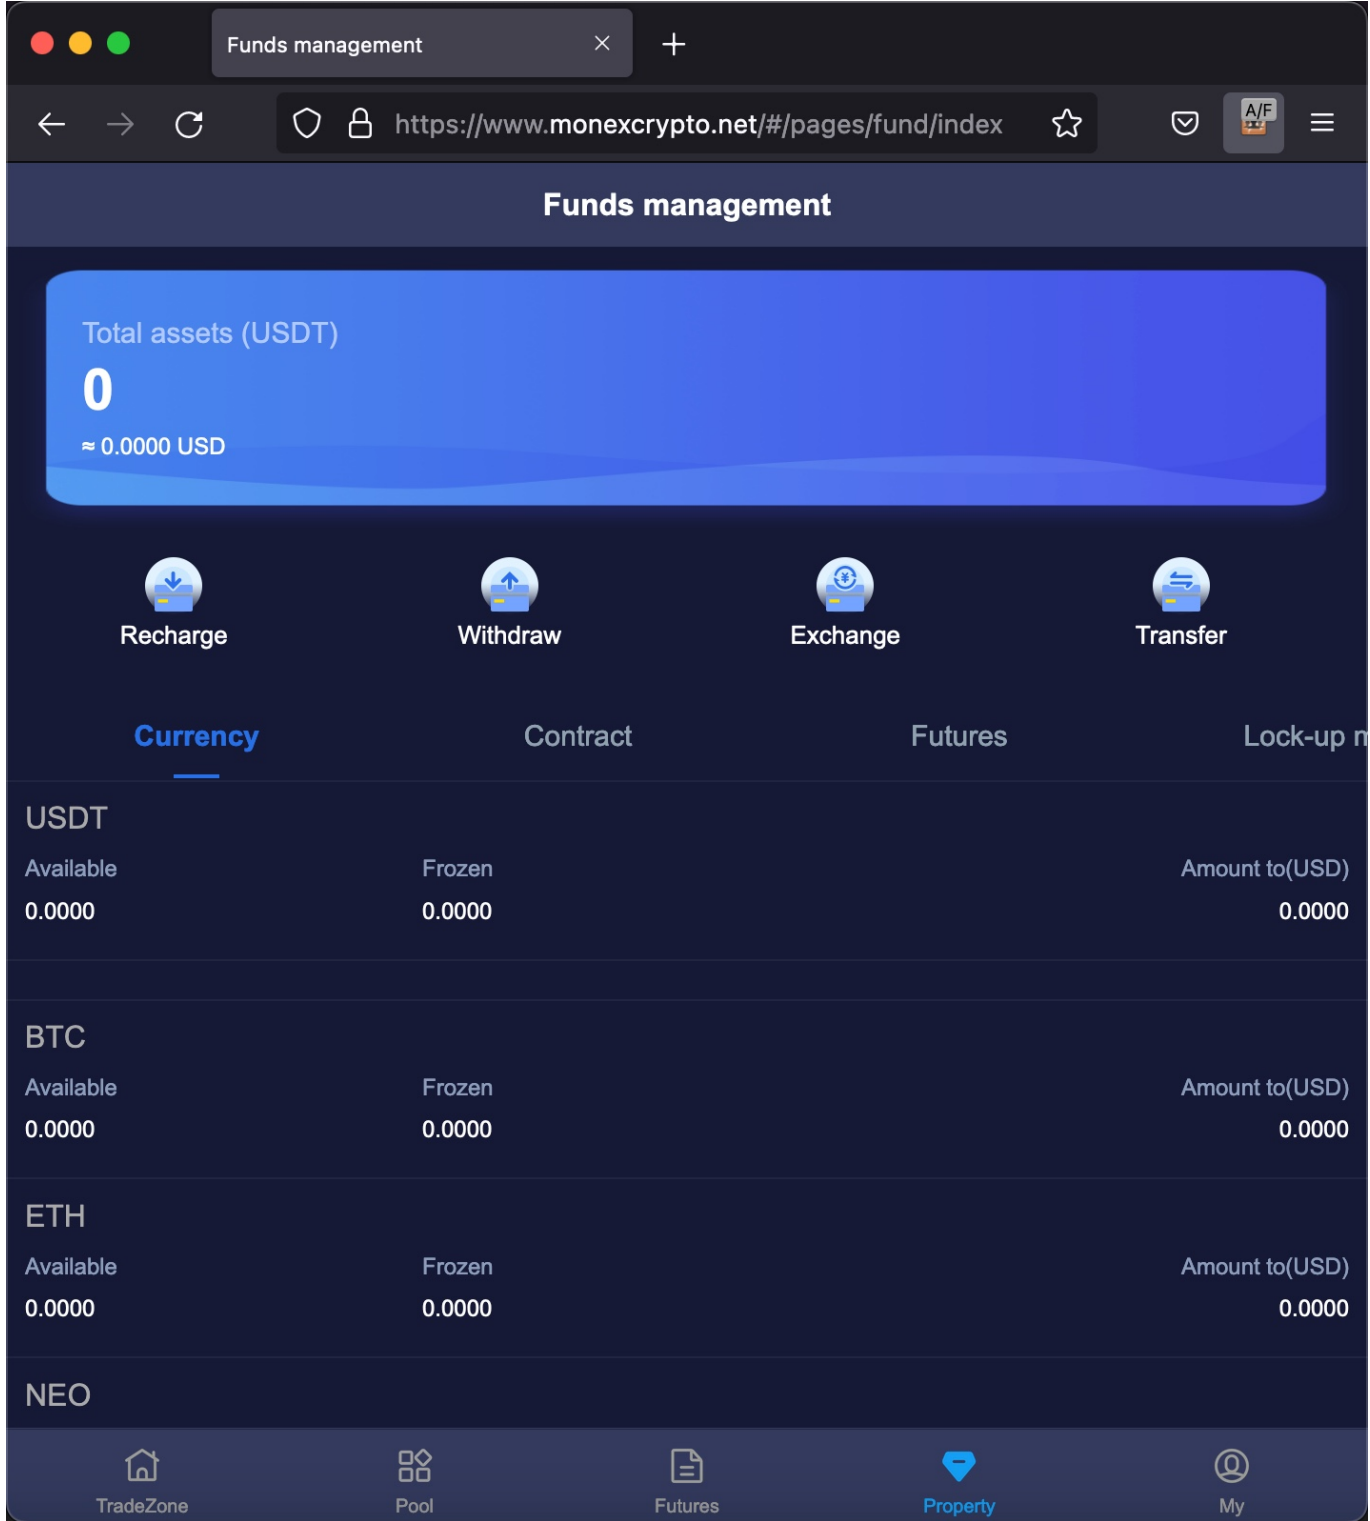 Funds management
https://www.monexcrypto.net/#/pages/fund/index
A/F
Funds management
Total assets (USDT)
0
≈ 0.0000 USD
Recharge Withdraw Exchange Transfer
Currency Contract Futures Lock-up m
USDT
Available Frozen Amount to(USD)
0.0000 0.0000 0.0000
BTC
Available Frozen Amount to(USD)
0.0000 0.0000 0.0000
ETH
Available Frozen Amount to(USD)
0.0000 0.0000 0.0000
NEO
TradeZone Pool Futures Property My